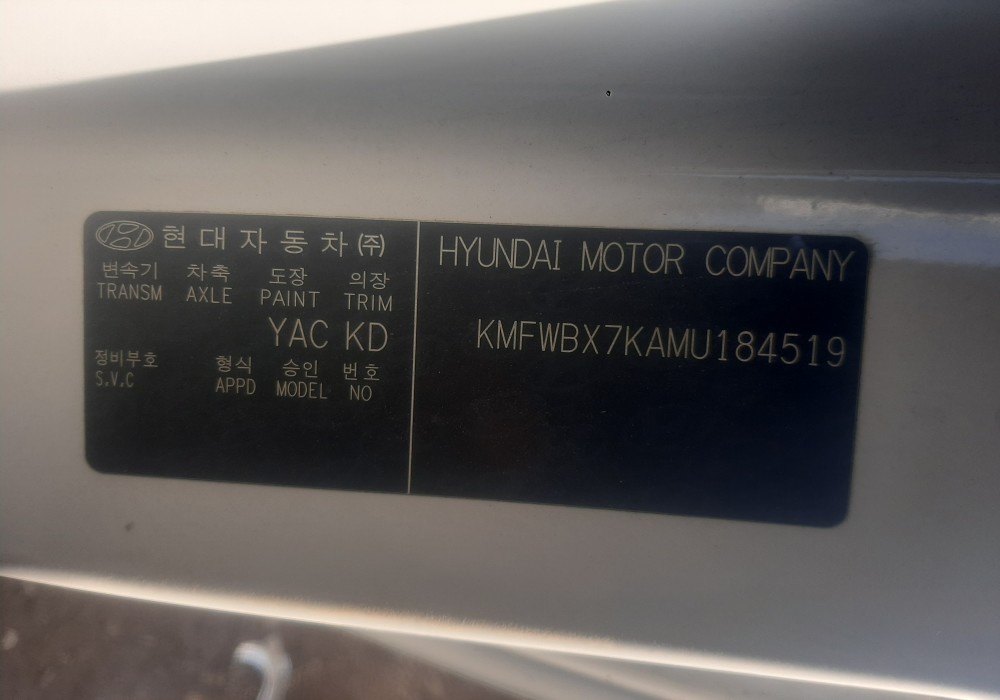 현대자동차(주)
변속기 차축 도장 의장
TRANSM AXLE PAINT TRIM
YAC KD
정비부호 형식 승인 번호
S.V.C APPD MODEL NO
HYUNDAI MOTOR COMPANY
KMFWBX7KAMU184519